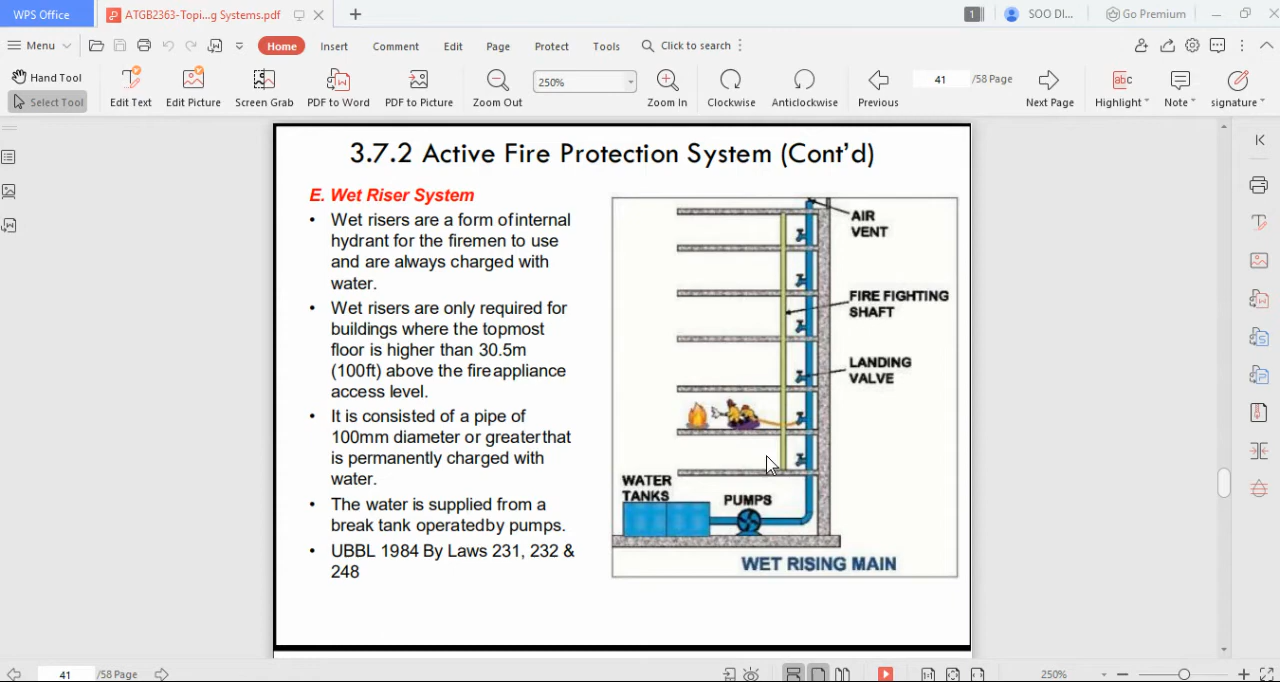 WPS Office
ATGB2363-Topi...g Systems.pdf
1
SOO DI...
Go Premium
Menu
Home
Insert
Comment
Edit
Page
Protect
Tools
Click to search
Hand Tool
Select Tool
Edit Text
Edit Picture
Screen Grab
PDF to Word
PDF to Picture
Zoom Out
250%
Zoom In
Clockwise
Anticlockwise
Previous
41
/58 Page
Next Page
abc
Highlight
Note
signature
3.7.2 Active Fire Protection System (Cont’d)
E. Wet Riser System
• Wet risers are a form of internal
hydrant for the firemen to use
and are always charged with
water.
• Wet risers are only required for
buildings where the topmost
floor is higher than 30.5m
(100ft) above the fire appliance
access level.
• It is consisted of a pipe of
100mm diameter or greater that
is permanently charged with
water.
• The water is supplied from a
break tank operated by pumps.
• UBBL 1984 By Laws 231, 232 &
248
AIR
VENT
FIRE FIGHTING
SHAFT
LANDING
VALVE
WATER
TANKS
PUMPS
WET RISING MAIN
41
/58 Page
250%